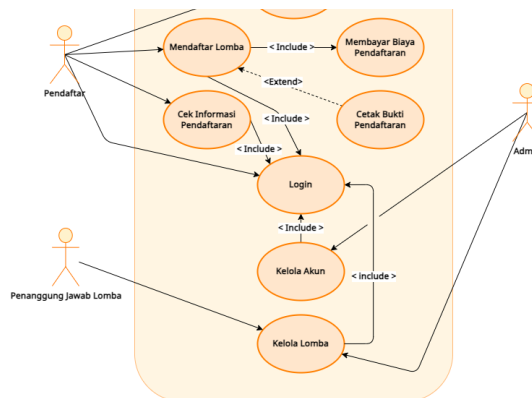 Mendaftar Lomba
< Include >
Membayar Biaya
Pendaftaran
Pendaftar
<Extend>
Cek Informasi
Pendaftaran
< Include >
Cetak Bukti
Pendaftaran
< Include >
Login
Adm
< Include >
Kelola Akun
< include >
Penanggung Jawab Lomba
Kelola Lomba